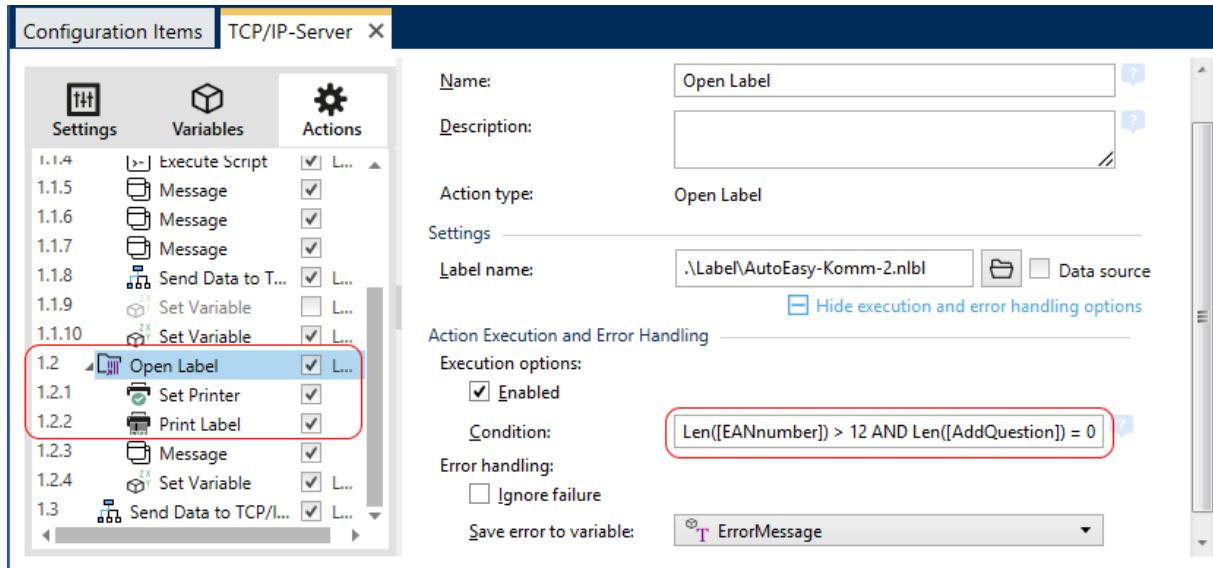 Configuration Items TCP/IP-Server
Settings Variables Actions
1.1.4 Execute Script L...
1.1.5 Message
1.1.6 Message
1.1.7 Message
1.1.8 Send Data to T... L...
1.1.9 Set Variable L...
1.1.10 Set Variable L...
1.2 Open Label L...
1.2.1 Set Printer
1.2.2 Print Label
1.2.3 Message
1.2.4 Set Variable L...
1.3 Send Data to TCP/I... L...
Name: Open Label ?
Description: ?
Action type: Open Label
Settings
Label name: .\Label\AutoEasy-Komm-2.nlbl Data source
Hide execution and error handling options
Action Execution and Error Handling
Execution options:
Enabled
Condition: Len([EANnumber]) > 12 AND Len([AddQuestion]) = 0 ?
Error handling:
Ignore failure
Save error to variable: T ErrorMessage